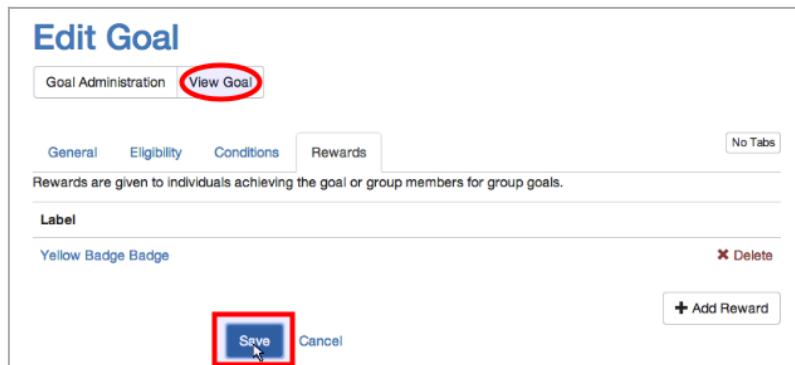 Edit Goal
Goal Administration View Goal
General Eligibility Conditions Rewards No Tabs
Rewards are given to individuals achieving the goal or group members for group goals.
Label
Yellow Badge Badge ✖ Delete
+ Add Reward
Save Cancel